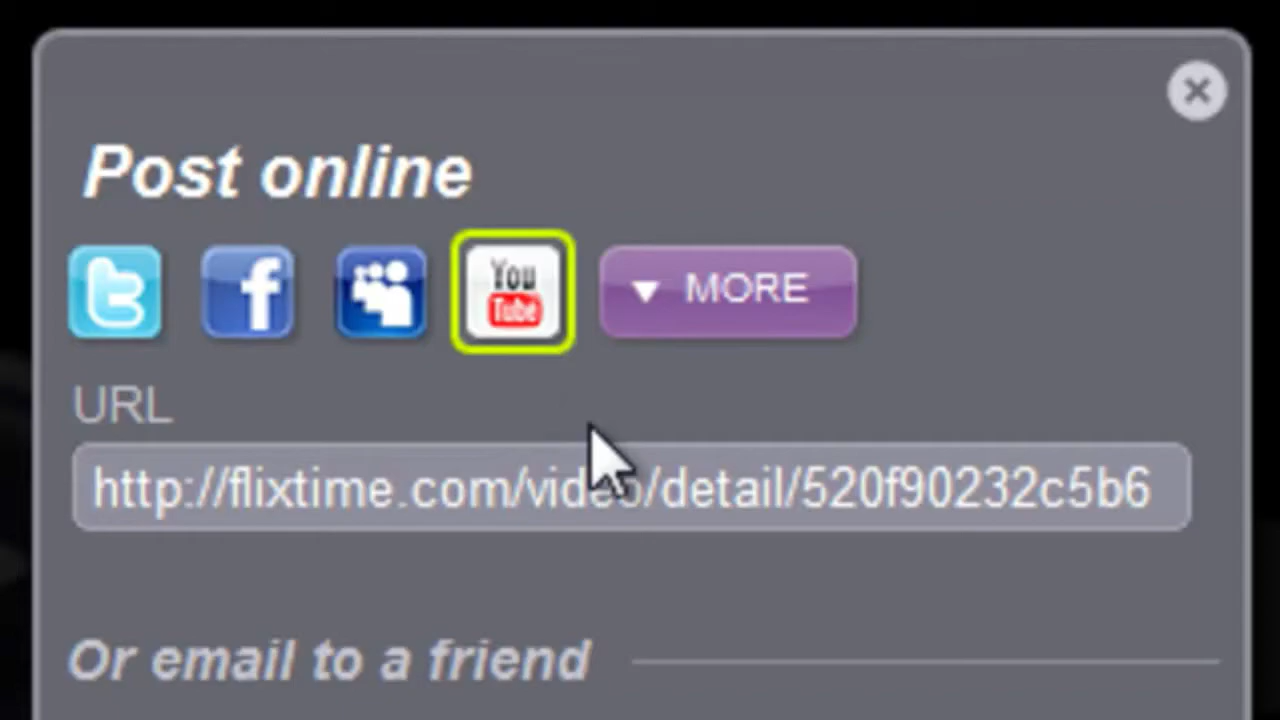 Post online
t f You Tube MORE
URL
http://flixtime.com/video/detail/520f90232c5b6
Or email to a friend